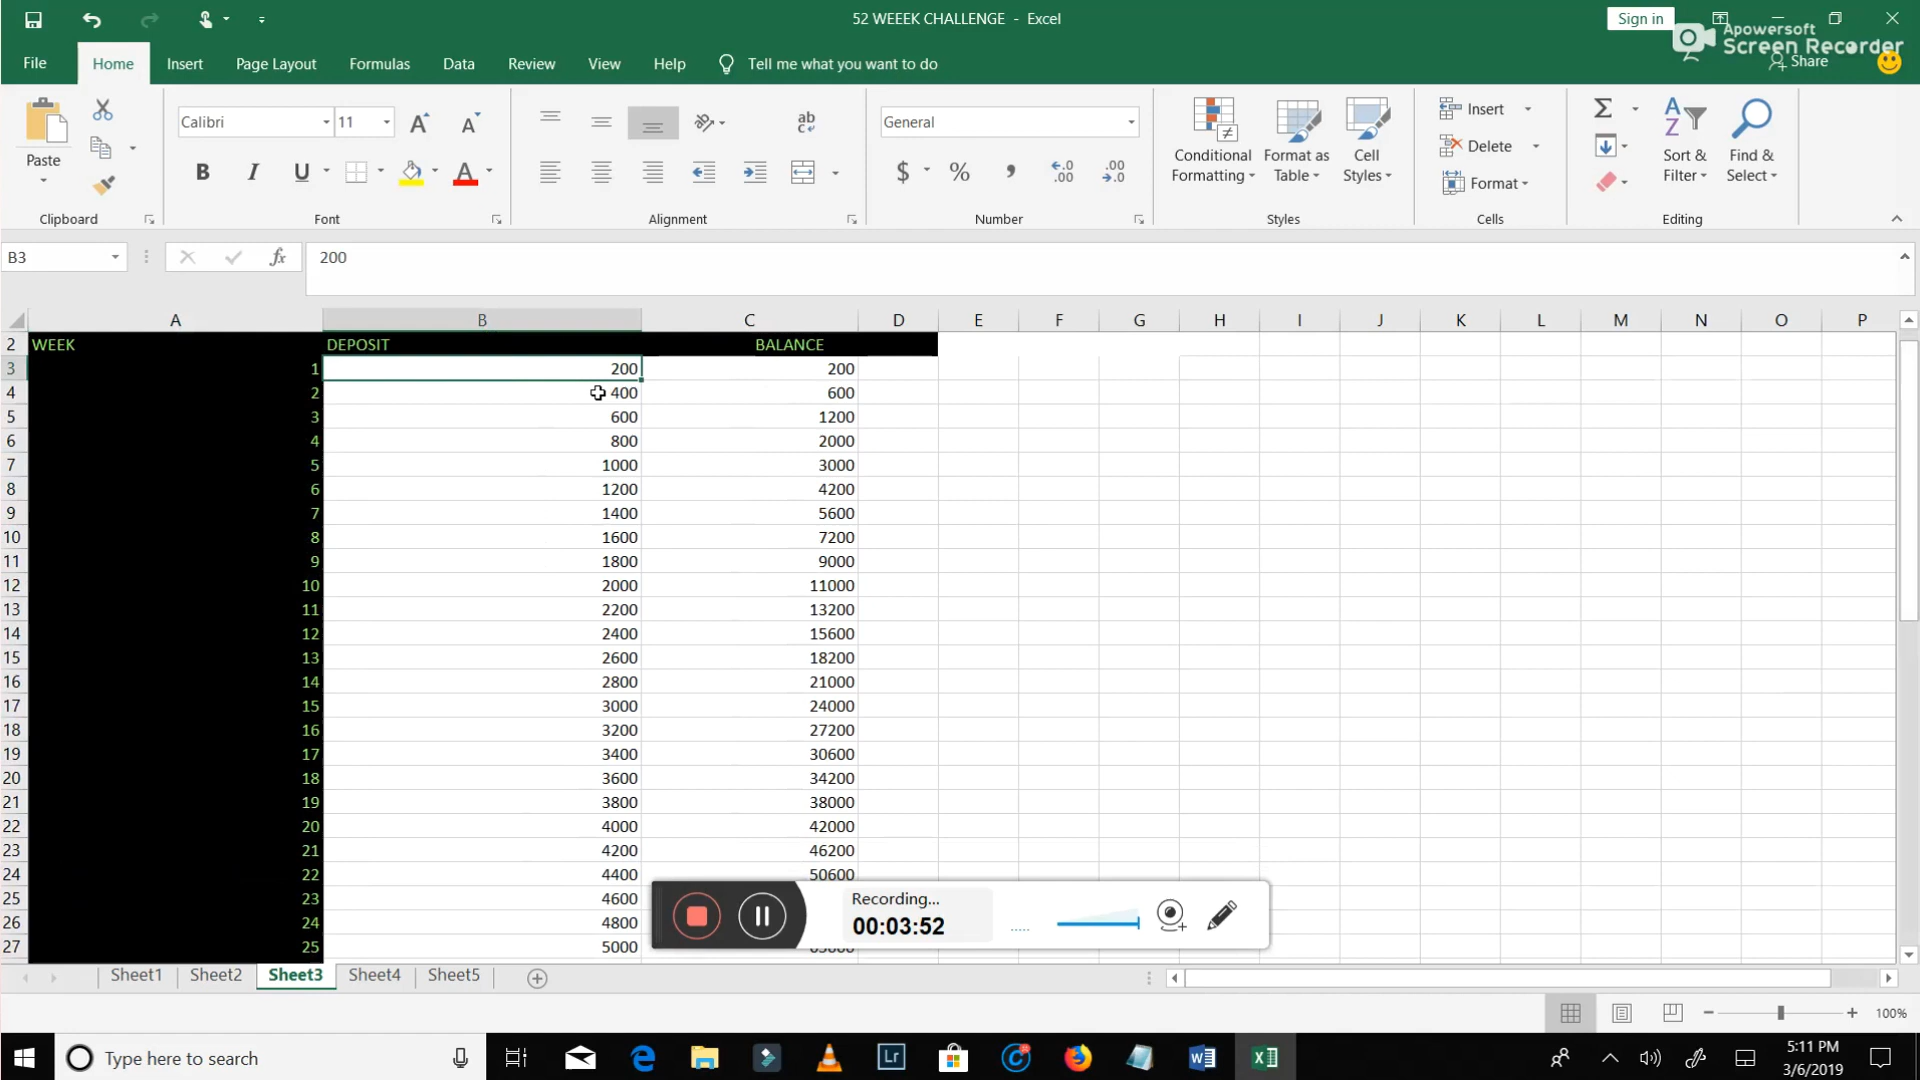 52 WEEEK CHALLENGE - Excel
Sign in
Apowersoft
Screen Recorder
File Home Insert Page Layout Formulas Data Review View Help Tell me what you want to do
Share
Paste
Calibri 11
General
Conditional Formatting
Format as Table
Cell Styles
Insert
Delete
Format
Sort & Filter
Find & Select
B I U A
$ % ,
Clipboard Font Alignment Number Styles Cells Editing
B3 fx 200
A B C D E F G H I J K L M N O P
2 WEEK DEPOSIT BALANCE
3 1 200 200
4 2 400 600
5 3 600 1200
6 4 800 2000
7 5 1000 3000
8 6 1200 4200
9 7 1400 5600
10 8 1600 7200
11 9 1800 9000
12 10 2000 11000
13 11 2200 13200
14 12 2400 15600
15 13 2600 18200
16 14 2800 21000
17 15 3000 24000
18 16 3200 27200
19 17 3400 30600
20 18 3600 34200
21 19 3800 38000
22 20 4000 42000
23 21 4200 46200
24 22 4400 50600
25 23 4600
26 24 4800
27 25 5000
Recording...
00:03:52
Sheet1 Sheet2 Sheet3 Sheet4 Sheet5
100%
Type here to search
Lr
5:11 PM
3/6/2019